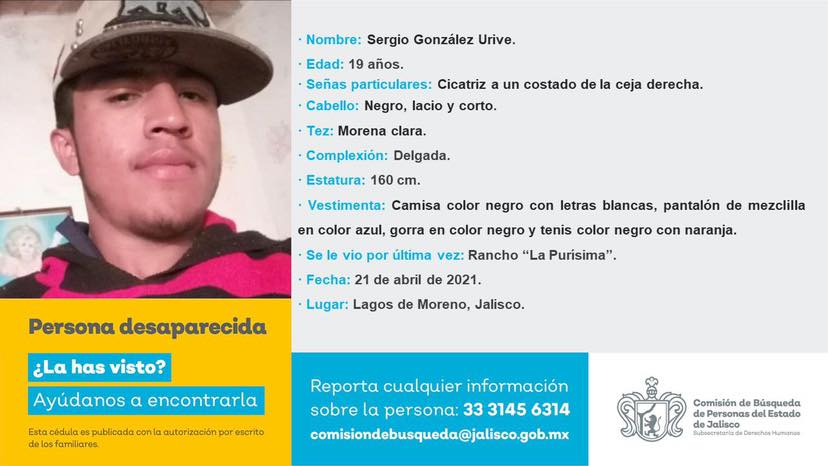 · Nombre: Sergio González Urive.
· Edad: 19 años.
· Señas particulares: Cicatriz a un costado de la ceja derecha.
· Cabello: Negro, lacio y corto.
· Tez: Morena clara.
· Complexión: Delgada.
· Estatura: 160 cm.
· Vestimenta: Camisa color negro con letras blancas, pantalón de mezclilla
en color azul, gorra en color negro y tenis color negro con naranja.
· Se le vio por última vez: Rancho “La Purísima”.
· Fecha: 21 de abril de 2021.
· Lugar: Lagos de Moreno, Jalisco.
Persona desaparecida
¿La has visto?
Ayúdanos a encontrarla
Esta cédula es publicada con la autorización por escrito
de los familiares.
Reporta cualquier información
sobre la persona: 33 3145 6314
comisiondebusqueda@jalisco.gob.mx
Comisión de Búsqueda
de Personas del Estado
de Jalisco
Subsecretaría de Derechos Humanos